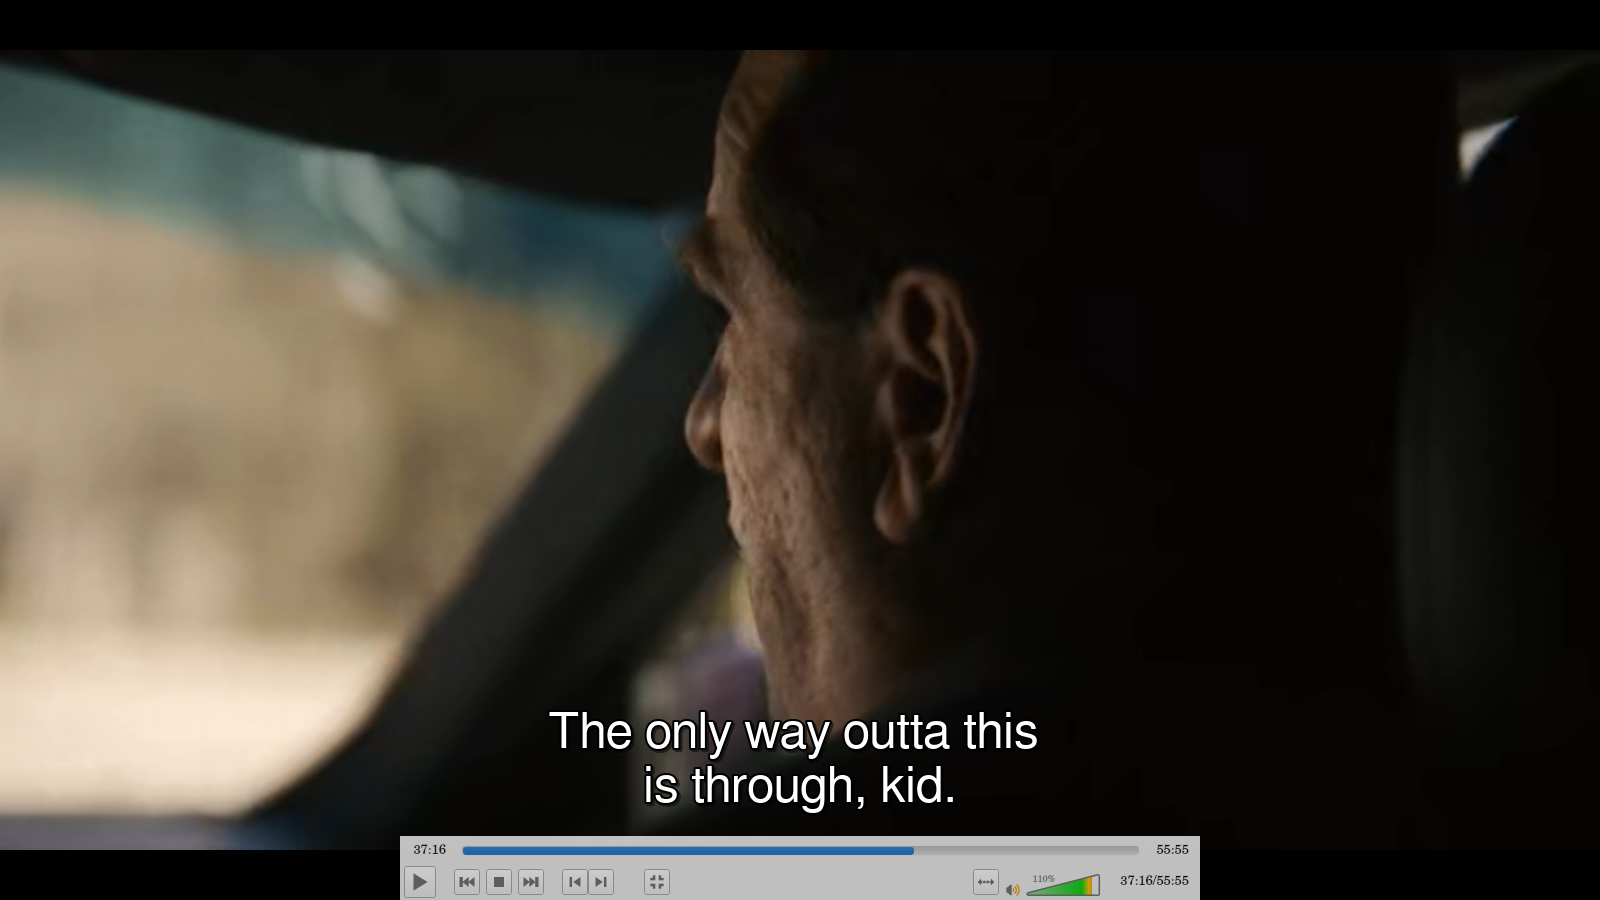 The only way outta this
is through, kid.
37:16
55:55
110%
37:16/55:55